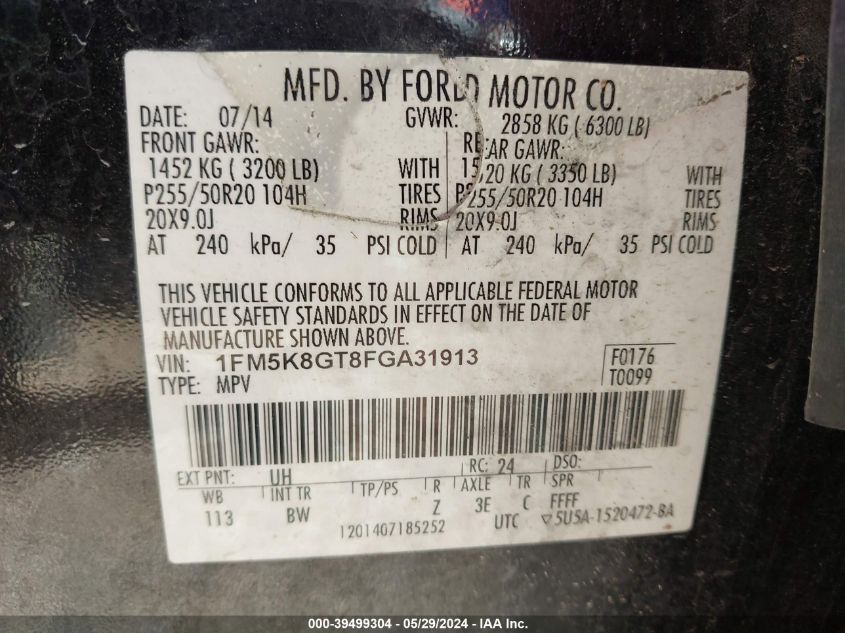 MFD. BY FORD MOTOR CO.
DATE: 07/14 GVWR: 2858 KG ( 6300 LB)
FRONT GAWR: REAR GAWR:
1452 KG ( 3200 LB) WITH 1520 KG ( 3350 LB) WITH
P255/50R20 104H TIRES P255/50R20 104H TIRES
20X9.0J RIMS 20X9.0J RIMS
AT 240 kPa/ 35 PSI COLD AT 240 kPa/ 35 PSI COLD
THIS VEHICLE CONFORMS TO ALL APPLICABLE FEDERAL MOTOR
VEHICLE SAFETY STANDARDS IN EFFECT ON THE DATE OF
MANUFACTURE SHOWN ABOVE.
VIN: 1FM5K8GT8FGA31913 F0176
TYPE: MPV T0099
EXT PNT: UH RC: 24 DSO:
WB INT TR TP/PS R AXLE TR SPR
113 BW Z 3E C FFFF
1201407185252 UTC ▽5U5A-1520472-BA
000-39499304 - 05/29/2024 - IAA Inc.